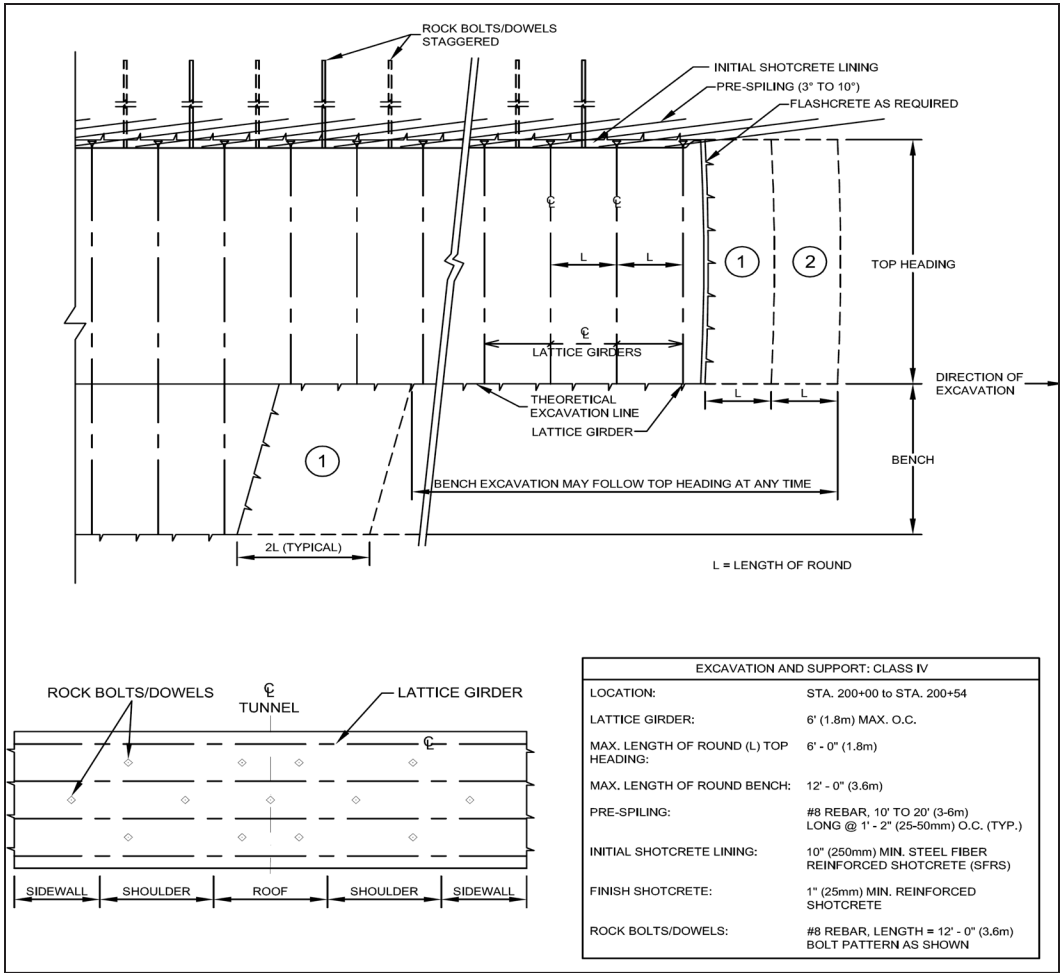 ROCK BOLTS/DOWELS
STAGGERED
INITIAL SHOTCRETE LINING
PRE-SPILING (3° TO 10°)
FLASHCRETE AS REQUIRED
℄
℄
L
L
1
2
TOP HEADING
℄
LATTICE GIRDERS
DIRECTION OF
EXCAVATION
THEORETICAL
EXCAVATION LINE
L
L
LATTICE GIRDER
1
BENCH
BENCH EXCAVATION MAY FOLLOW TOP HEADING AT ANY TIME
2L (TYPICAL)
L = LENGTH OF ROUND
ROCK BOLTS/DOWELS
℄
TUNNEL
LATTICE GIRDER
℄
SIDEWALL
SHOULDER
ROOF
SHOULDER
SIDEWALL
EXCAVATION AND SUPPORT: CLASS IV
LOCATION: STA. 200+00 to STA. 200+54
LATTICE GIRDER: 6' (1.8m) MAX. O.C.
MAX. LENGTH OF ROUND (L) TOP 6' - 0" (1.8m)
HEADING:
MAX. LENGTH OF ROUND BENCH: 12' - 0" (3.6m)
PRE-SPILING: #8 REBAR, 10' TO 20' (3-6m)
LONG @ 1' - 2" (25-50mm) O.C. (TYP.)
INITIAL SHOTCRETE LINING: 10" (250mm) MIN. STEEL FIBER
REINFORCED SHOTCRETE (SFRS)
FINISH SHOTCRETE: 1" (25mm) MIN. REINFORCED
SHOTCRETE
ROCK BOLTS/DOWELS: #8 REBAR, LENGTH = 12' - 0" (3.6m)
BOLT PATTERN AS SHOWN